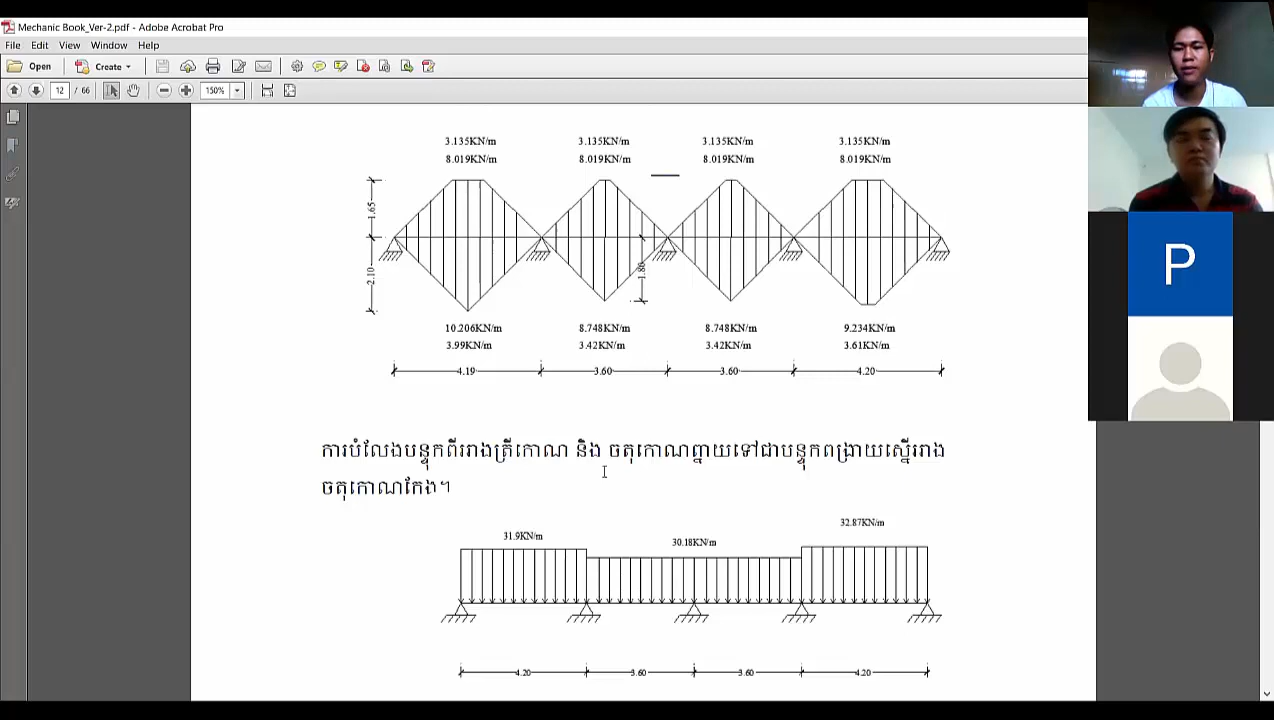 Mechanic Book_Ver-2.pdf - Adobe Acrobat Pro
File Edit View Window Help
Open Create
12 / 66 150%
3.135KN/m 3.135KN/m 3.135KN/m 3.135KN/m
8.019KN/m 8.019KN/m 8.019KN/m 8.019KN/m
1.65
2.10
1.80
10.206KN/m 8.748KN/m 8.748KN/m 9.234KN/m
3.99KN/m 3.42KN/m 3.42KN/m 3.61KN/m
4.19 3.60 3.60 4.20
ការបំលែងបន្ទុកពីររាងត្រីកោណ និង ចតុកោណព្នាយទៅជាបន្ទុកពង្រាយស្នើររាង
ចតុកោណកែង។
32.87KN/m
31.9KN/m
30.18KN/m
4.20 3.60 3.60 4.20
P